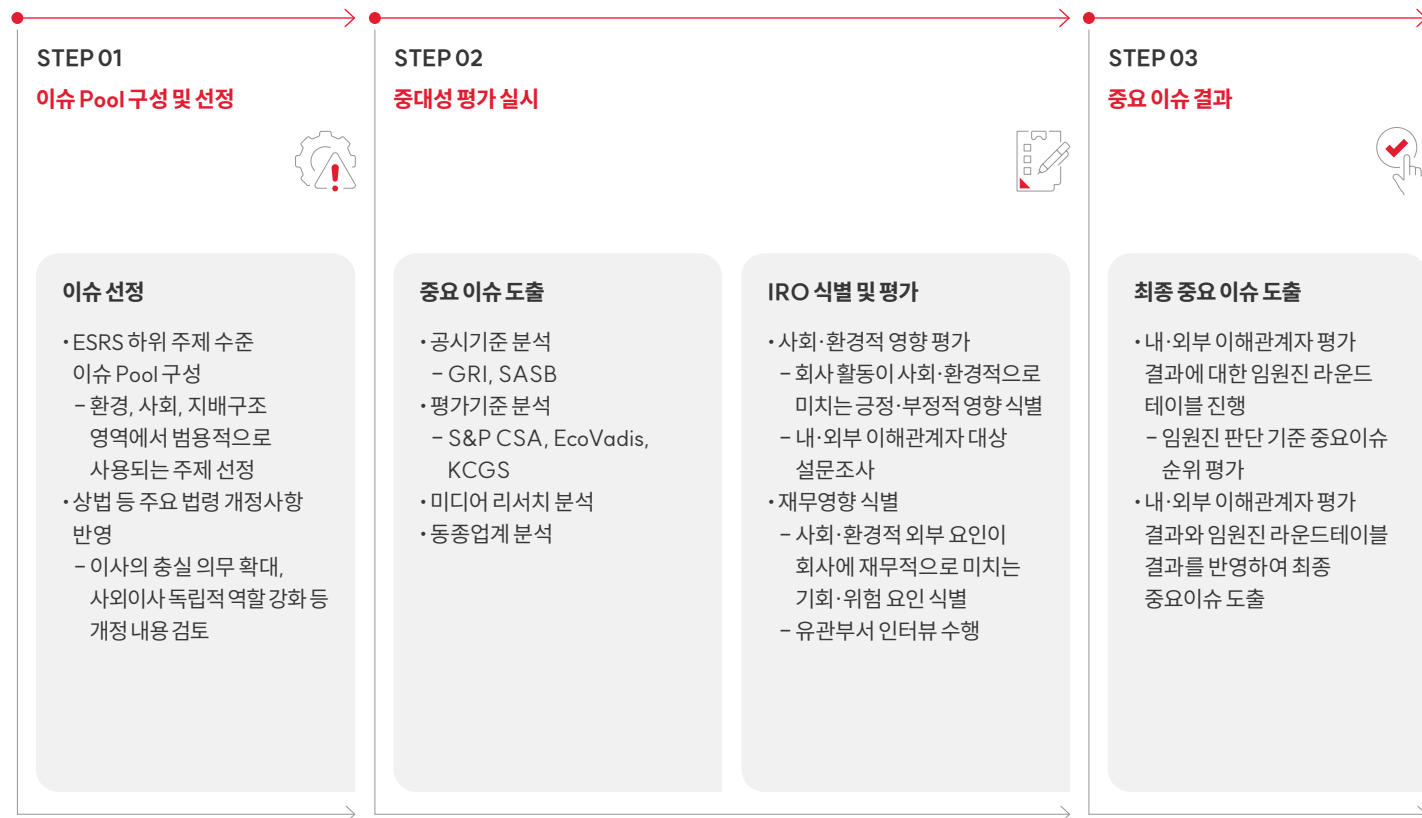 STEP 01
이슈 Pool 구성 및 선정
이슈 선정
·ESRS 하위 주제 수준
이슈 Pool 구성
– 환경, 사회, 지배구조
영역에서 범용적으로
사용되는 주제 선정
·상법 등 주요 법령 개정사항
반영
– 이사의 충실 의무 확대,
사외이사 독립적 역할 강화 등
개정 내용 검토
STEP 02
중대성 평가 실시
중요 이슈 도출
·공시기준 분석
– GRI, SASB
·평가기준 분석
– S&P CSA, EcoVadis,
KCGS
·미디어 리서치 분석
·동종업계 분석
IRO 식별 및 평가
·사회·환경적 영향 평가
– 회사 활동이 사회·환경적으로
미치는 긍정·부정적 영향 식별
– 내·외부 이해관계자 대상
설문조사
·재무영향 식별
– 사회·환경적 외부 요인이
회사에 재무적으로 미치는
기회·위험 요인 식별
– 유관부서 인터뷰 수행
STEP 03
중요 이슈 결과
최종 중요 이슈 도출
·내·외부 이해관계자 평가
결과에 대한 임원진 라운드
테이블 진행
– 임원진 판단 기준 중요이슈
순위 평가
·내·외부 이해관계자 평가
결과와 임원진 라운드테이블
결과를 반영하여 최종
중요이슈 도출